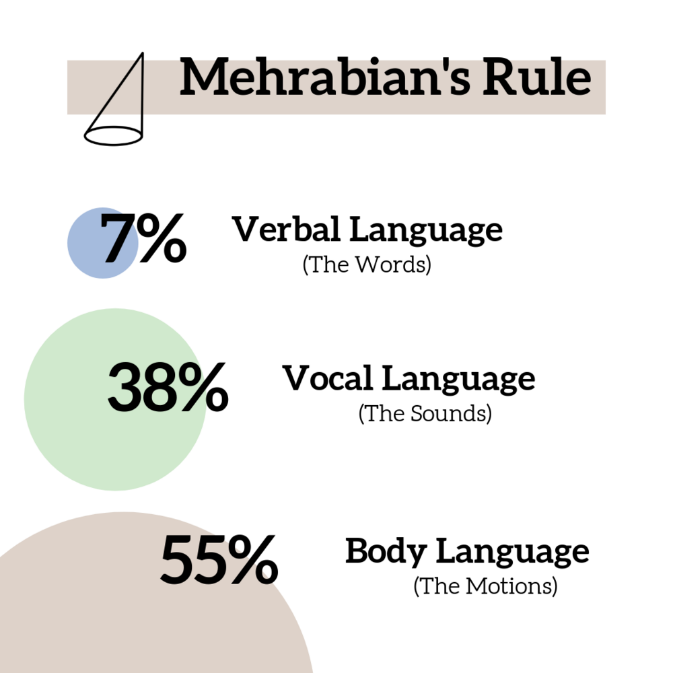 Mehrabian's Rule
7%
Verbal Language
(The Words)
38%
Vocal Language
(The Sounds)
55%
Body Language
(The Motions)